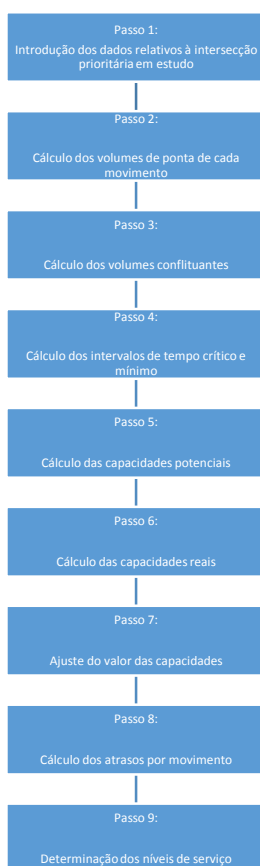 Passo 1:
Introdução dos dados relativos à intersecção
prioritária em estudo
Passo 2:
Cálculo dos volumes de ponta de cada
movimento
Passo 3:
Cálculo dos volumes conflituantes
Passo 4:
Cálculo dos intervalos de tempo crítico e
mínimo
Passo 5:
Cálculo das capacidades potenciais
Passo 6:
Cálculo das capacidades reais
Passo 7:
Ajuste do valor das capacidades
Passo 8:
Cálculo dos atrasos por movimento
Passo 9:
Determinação dos níveis de serviço